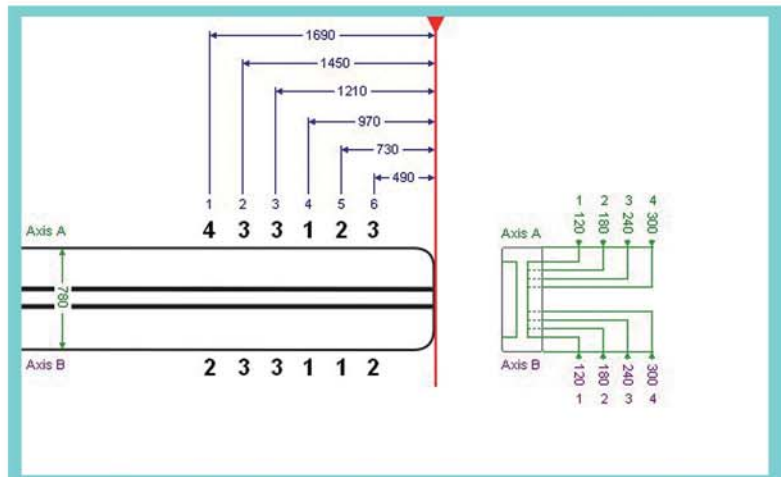 1690
1450
1210
970
730
490
1 2 3 4 5 6
4 3 3 1 2 3
Axis A
780
Axis B
2 3 3 1 1 2
1 2 3 4
120 180 240 300
Axis A
Axis B
120 180 240 300
1 2 3 4